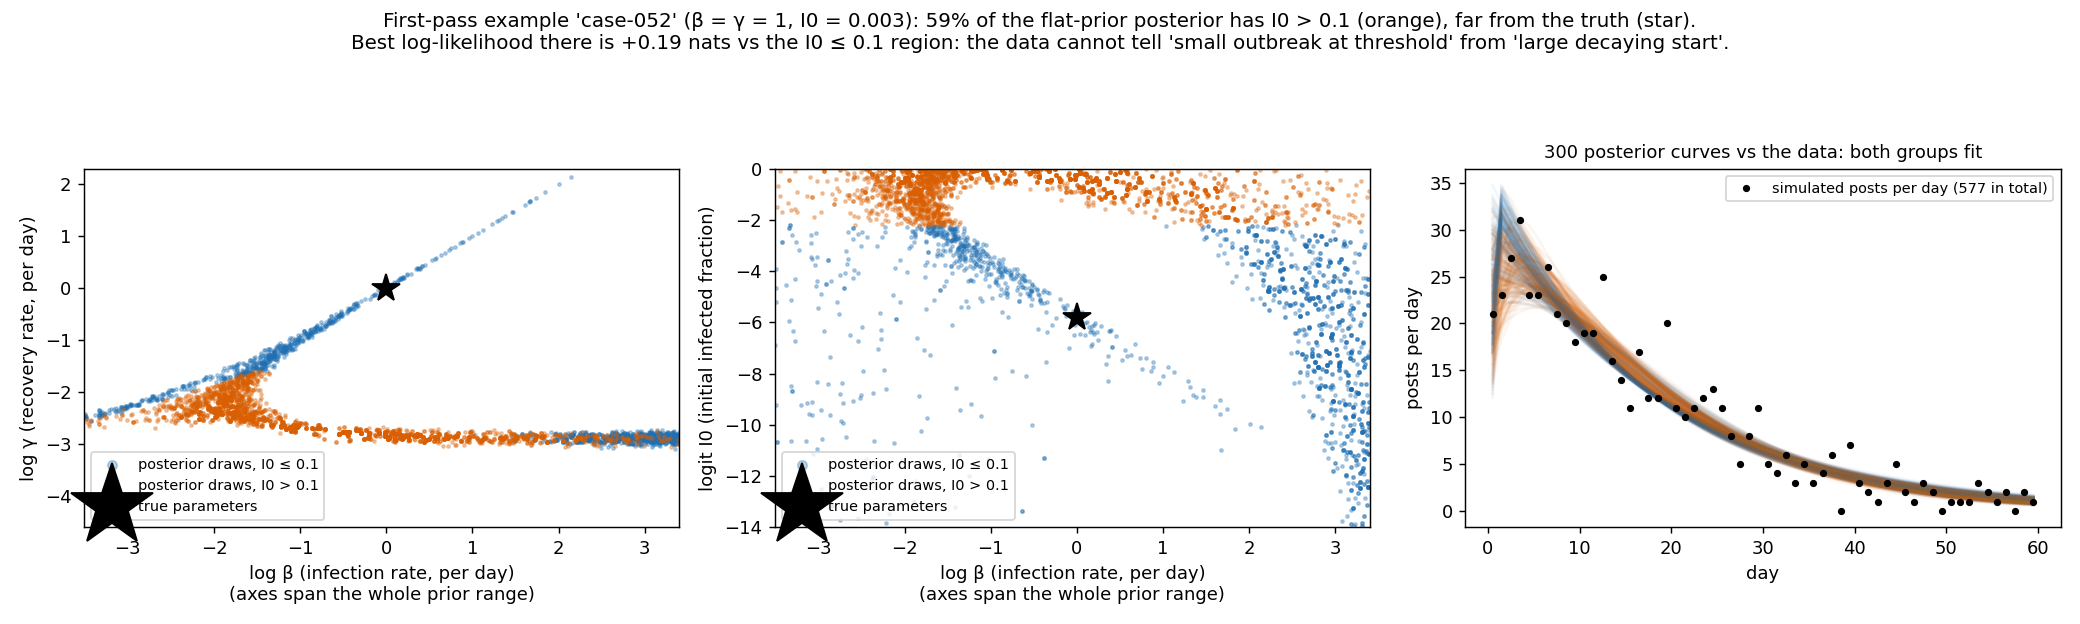 First-pass example 'case-052' (β = γ = 1, I0 = 0.003): 59% of the flat-prior posterior has I0 > 0.1 (orange), far from the truth (star).
Best log-likelihood there is +0.19 nats vs the I0 ≤ 0.1 region: the data cannot tell 'small outbreak at threshold' from 'large decaying start'.
log γ (recovery rate, per day)
2
1
0
−1
−2
−3
−4
posterior draws, I0 ≤ 0.1
posterior draws, I0 > 0.1
true parameters
−3 −2 −1 0 1 2 3
log β (infection rate, per day)
(axes span the whole prior range)
logit I0 (initial infected fraction)
0
−2
−4
−6
−8
−10
−12
−14
posterior draws, I0 ≤ 0.1
posterior draws, I0 > 0.1
true parameters
−3 −2 −1 0 1 2 3
log β (infection rate, per day)
(axes span the whole prior range)
300 posterior curves vs the data: both groups fit
posts per day
35
30
25
20
15
10
5
0
simulated posts per day (577 in total)
0 10 20 30 40 50 60
day